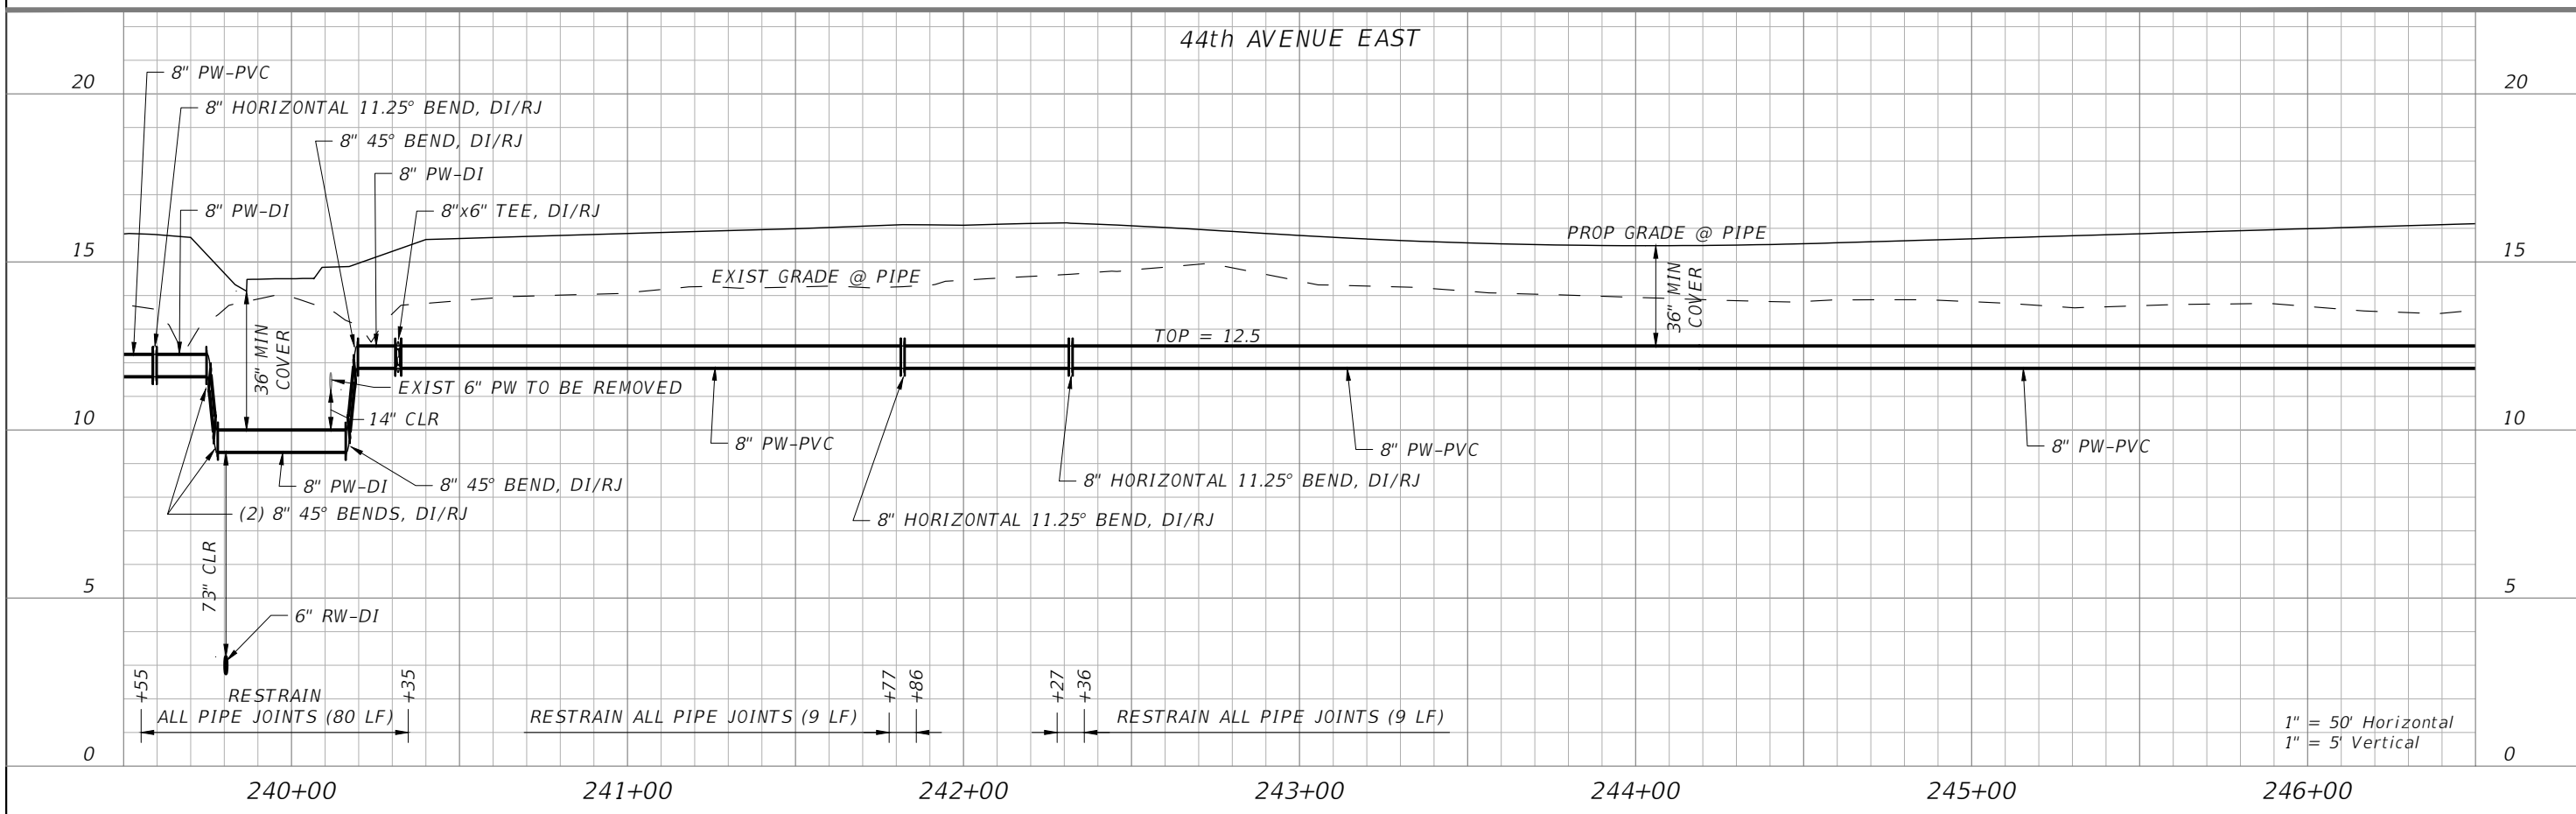 44th AVENUE EAST
20
20
8" PW-PVC
8" HORIZONTAL 11.25° BEND, DI/RJ
8" 45° BEND, DI/RJ
8" PW-DI
8" PW-DI
8"x6" TEE, DI/RJ
PROP GRADE @ PIPE
15
15
EXIST GRADE @ PIPE
36" MIN
COVER
36" MIN
COVER
TOP = 12.5
EXIST 6" PW TO BE REMOVED
14" CLR
10
10
8" PW-PVC
8" PW-PVC
8" PW-PVC
8" PW-DI
8" 45° BEND, DI/RJ
8" HORIZONTAL 11.25° BEND, DI/RJ
(2) 8" 45° BENDS, DI/RJ
8" HORIZONTAL 11.25° BEND, DI/RJ
73" CLR
5
5
6" RW-DI
+55
+35
+77
+86
+27
+36
RESTRAIN
ALL PIPE JOINTS (80 LF)
RESTRAIN ALL PIPE JOINTS (9 LF)
RESTRAIN ALL PIPE JOINTS (9 LF)
1" = 50' Horizontal
1" = 5' Vertical
0
0
240+00
241+00
242+00
243+00
244+00
245+00
246+00